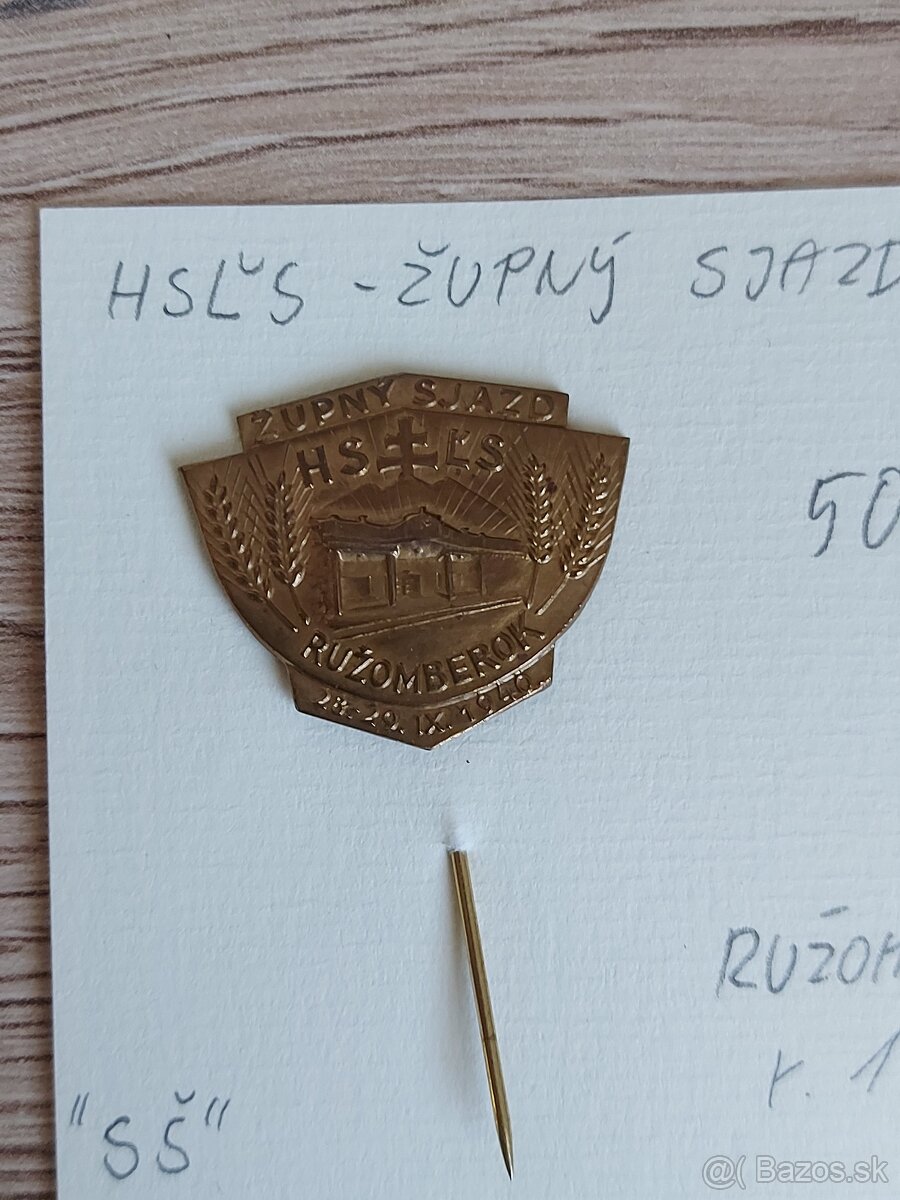 HSĽS - ŽUPNÝ SJAZD
ŽUPNÝ SJAZD
HS ĽS
50
RUŽOMBEROK
28.-29. IX. 1940.
RUŽOM
r. 1
"SŠ"
@( Bazos.sk